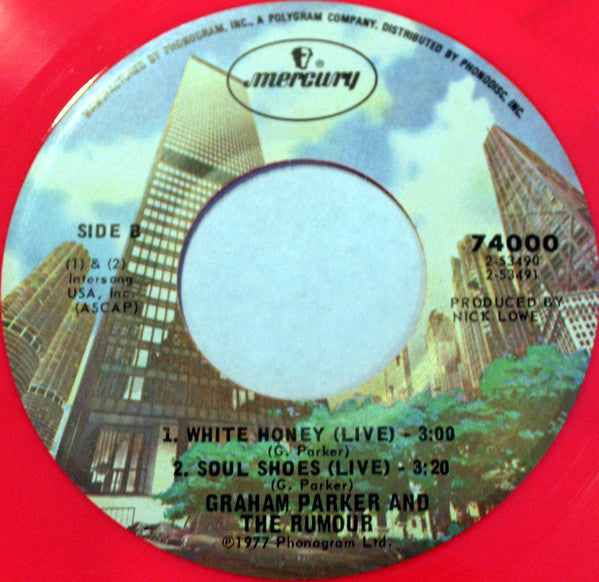 MANUFACTURED BY PHONOGRAM, INC., A POLYGRAM COMPANY, DISTRIBUTED BY PHONODISC, INC.
mercury®
SIDE B
(1) & (2)
Intersong
USA, Inc.
(ASCAP)
74000
2-53490
2-53491
PRODUCED BY
NICK LOWE
1. WHITE HONEY (LIVE) - 3:00
(G. Parker)
2. SOUL SHOES (LIVE) - 3:20
(G. Parker)
GRAHAM PARKER AND
THE RUMOUR
℗1977 Phonogram Ltd.